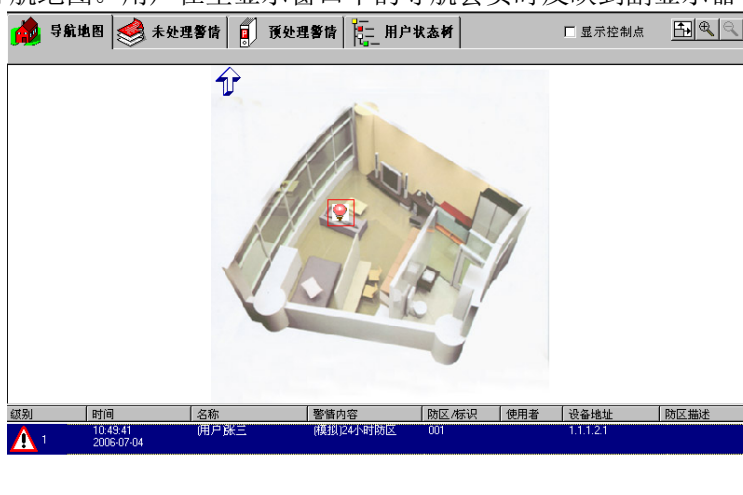 航地图。用户在主显示窗口中的导航会实时反映到副显示器
导航地图 未处理警情 预处理警情 用户状态树 显示控制点
级别 时间 名称 警情内容 防区/标识 使用者 设备地址 防区描述
1 10:49:41 (用户)张三 (模拟)24小时防区 001 1.1.1.2.1
2006-07-04